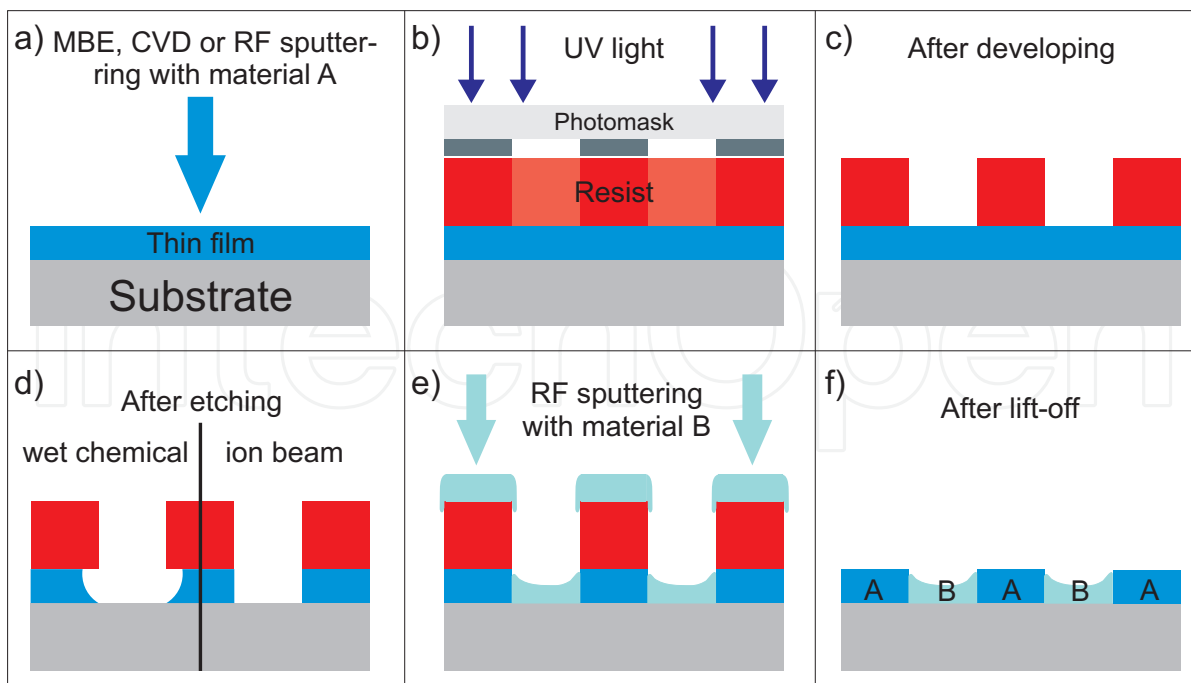 a) MBE, CVD or RF sputter-
ring with material A
Thin film
Substrate
b) UV light
Photomask
Resist
c) After developing
d) After etching
wet chemical ion beam
e) RF sputtering
with material B
f) After lift-off
A B A B A
IntechOpen